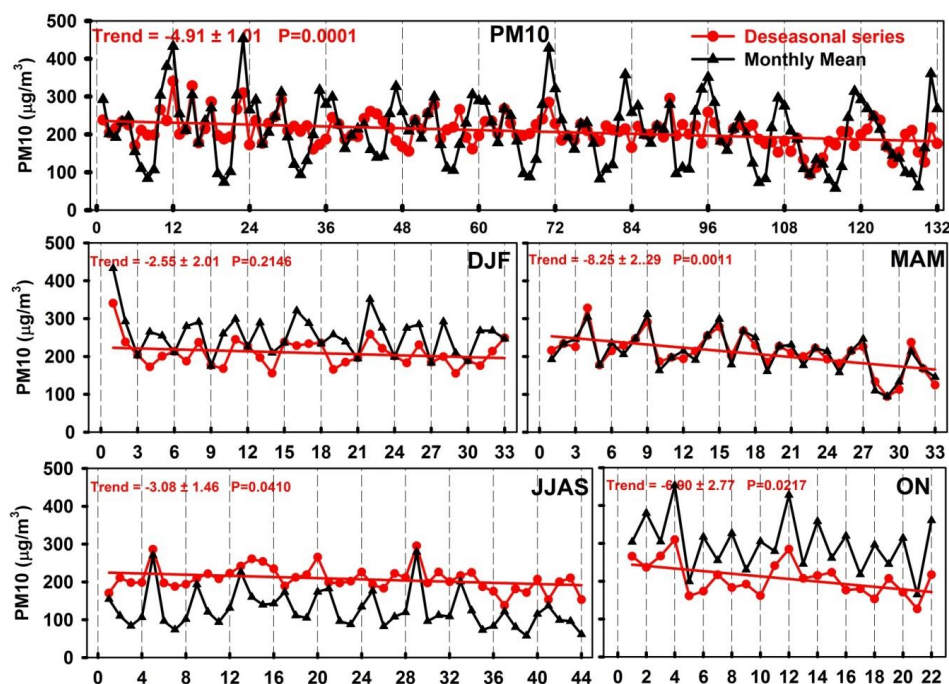 PM10
Trend = -4.91 ± 1.01 P=0.0001
Deseasonal series
Monthly Mean
PM10 (µg/m³)
500
400
300
200
100
0
0 12 24 36 48 60 72 84 96 108 120 132
DJF
Trend = -2.55 ± 2.01 P=0.2146
PM10 (µg/m³)
500
400
300
200
100
0
0 3 6 9 12 15 18 21 24 27 30 33
MAM
Trend = -8.25 ± 2..29 P=0.0011
0 3 6 9 12 15 18 21 24 27 30 33
JJAS
Trend = -3.08 ± 1.46 P=0.0410
PM10 (µg/m³)
500
400
300
200
100
0
0 4 8 12 16 20 24 28 32 36 40 44
ON
Trend = -6.90 ± 2.77 P=0.0217
0 2 4 6 8 10 12 14 16 18 20 22